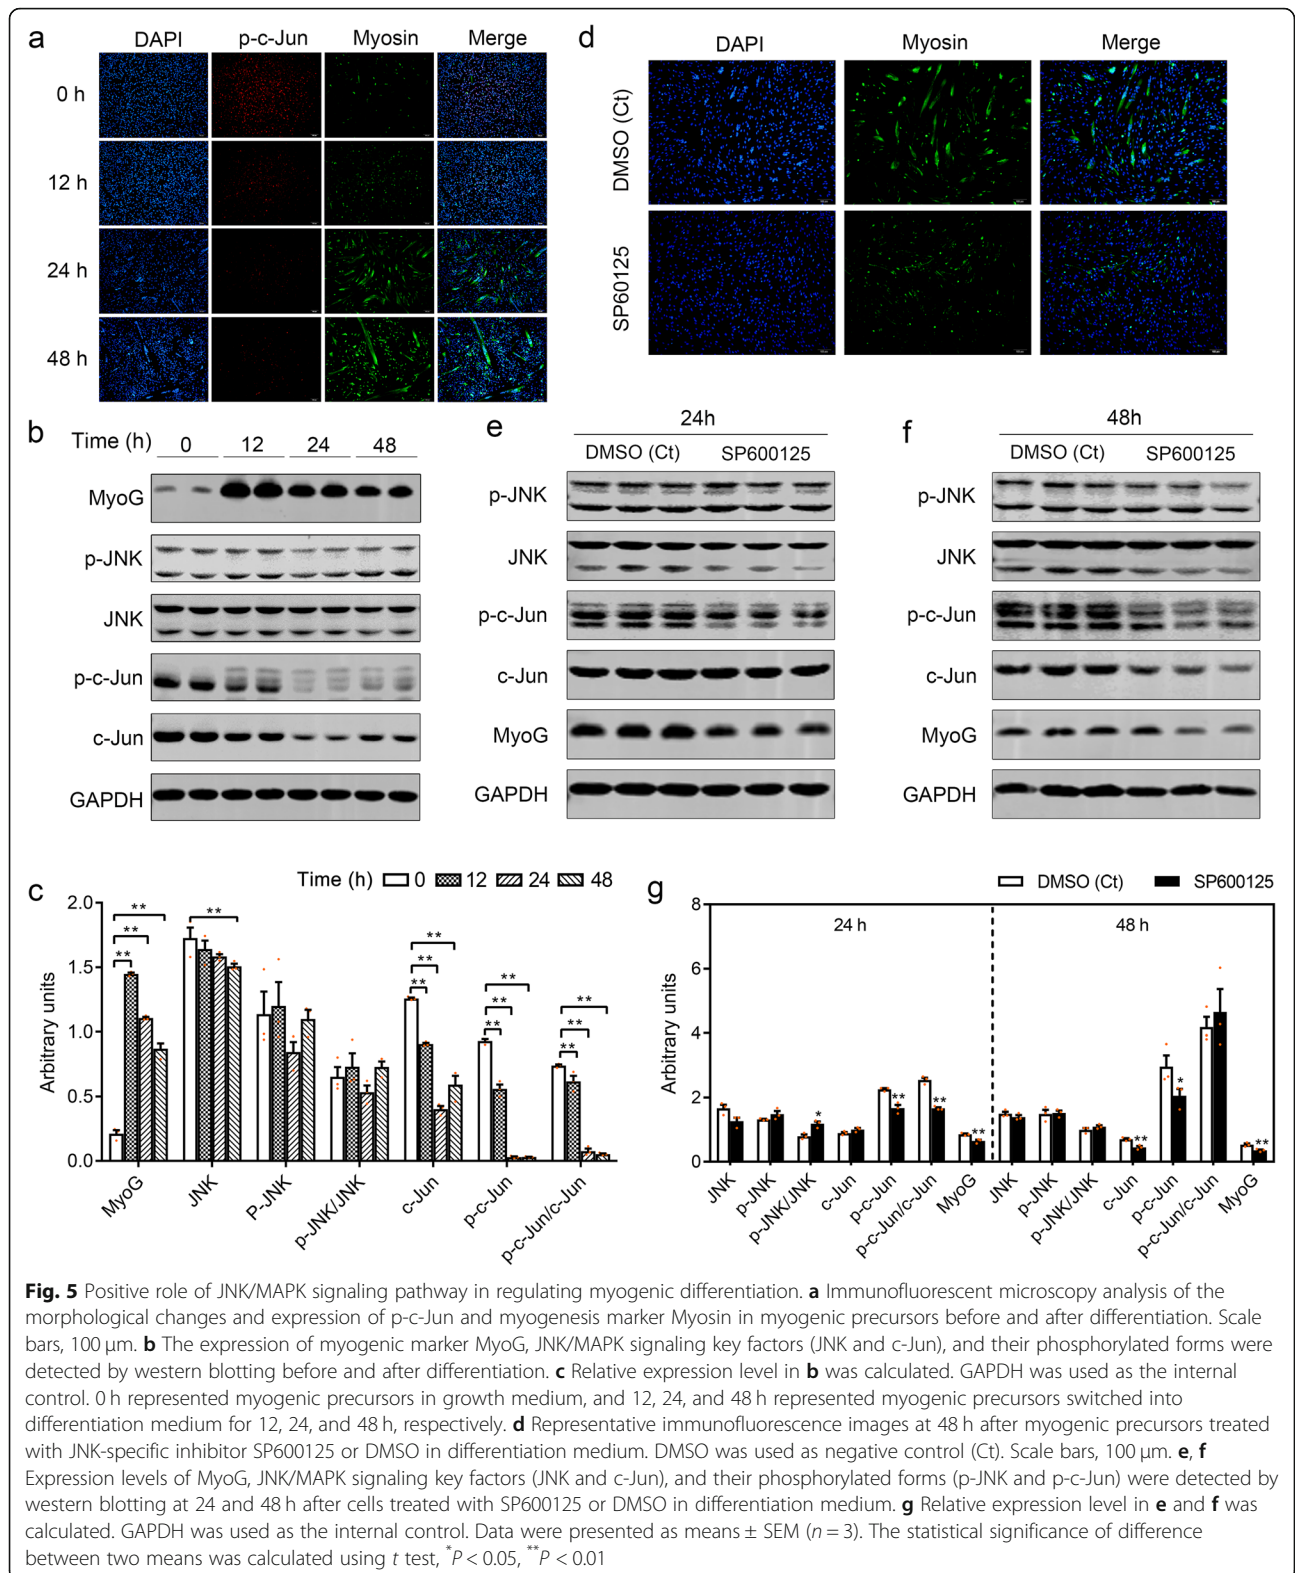 a
DAPI p-c-Jun Myosin Merge
0 h
12 h
24 h
48 h
d
DAPI Myosin Merge
DMSO (Ct)
SP60125
b
Time (h) 0 12 24 48
MyoG
p-JNK
JNK
p-c-Jun
c-Jun
GAPDH
e
24h
DMSO (Ct) SP600125
p-JNK
JNK
p-c-Jun
c-Jun
MyoG
GAPDH
f
48h
DMSO (Ct) SP600125
p-JNK
JNK
p-c-Jun
c-Jun
MyoG
GAPDH
c
Time (h) 0 12 24 48
Arbitrary units
2.0
1.5
1.0
0.5
0.0
** ** ** ** ** ** ** ** ** ** ** ** **
MyoG JNK P-JNK p-JNK/JNK c-Jun p-c-Jun p-c-Jun/c-Jun
g
DMSO (Ct) SP600125
Arbitrary units
8
6
4
2
0
24 h 48 h
* ** ** ** ** * **
JNK p-JNK p-JNK/JNK c-Jun p-c-Jun p-c-Jun/c-Jun MyoG JNK p-JNK p-JNK/JNK c-Jun p-c-Jun p-c-Jun/c-Jun MyoG
Fig. 5 Positive role of JNK/MAPK signaling pathway in regulating myogenic differentiation. a Immunofluorescent microscopy analysis of the
morphological changes and expression of p-c-Jun and myogenesis marker Myosin in myogenic precursors before and after differentiation. Scale
bars, 100 μm. b The expression of myogenic marker MyoG, JNK/MAPK signaling key factors (JNK and c-Jun), and their phosphorylated forms were
detected by western blotting before and after differentiation. c Relative expression level in b was calculated. GAPDH was used as the internal
control. 0 h represented myogenic precursors in growth medium, and 12, 24, and 48 h represented myogenic precursors switched into
differentiation medium for 12, 24, and 48 h, respectively. d Representative immunofluorescence images at 48 h after myogenic precursors treated
with JNK-specific inhibitor SP600125 or DMSO in differentiation medium. DMSO was used as negative control (Ct). Scale bars, 100 μm. e, f
Expression levels of MyoG, JNK/MAPK signaling key factors (JNK and c-Jun), and their phosphorylated forms (p-JNK and p-c-Jun) were detected by
western blotting at 24 and 48 h after cells treated with SP600125 or DMSO in differentiation medium. g Relative expression level in e and f was
calculated. GAPDH was used as the internal control. Data were presented as means ± SEM (n = 3). The statistical significance of difference
between two means was calculated using t test, *P < 0.05, **P < 0.01